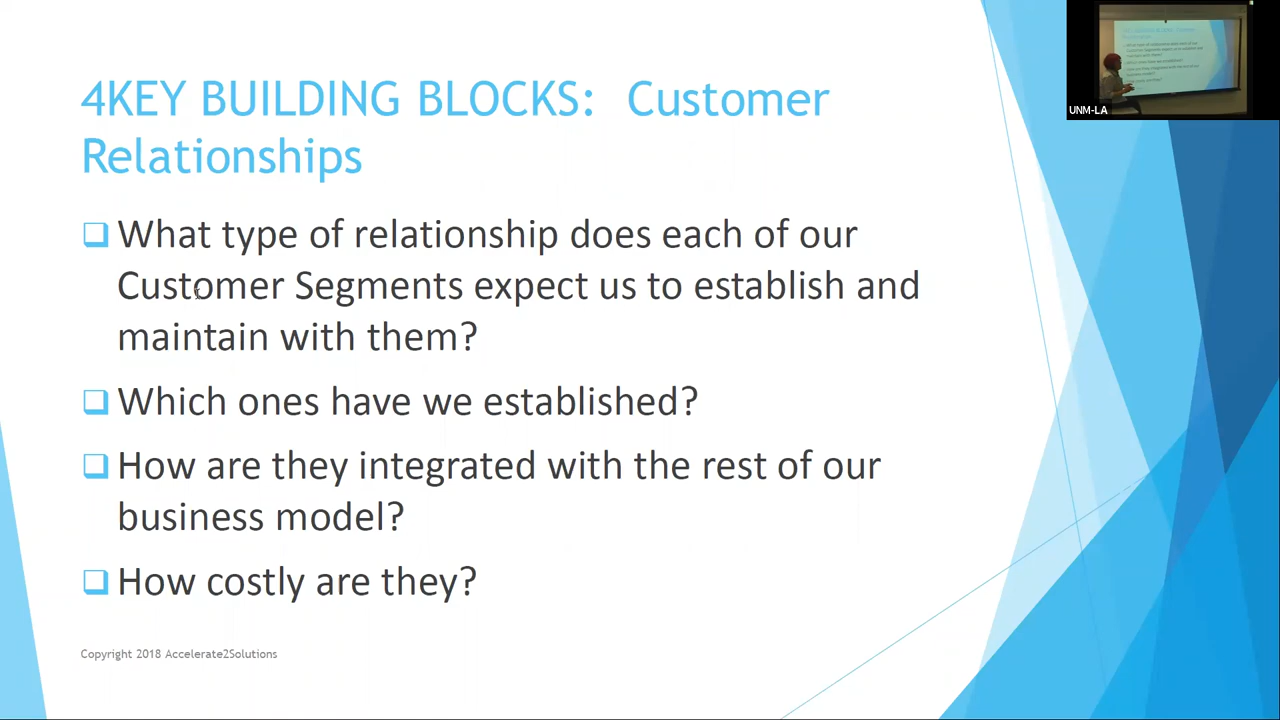 4KEY BUILDING BLOCKS: Customer
Relationships
What type of relationship does each of our
Customer Segments expect us to establish and
maintain with them?
Which ones have we established?
How are they integrated with the rest of our
business model?
How costly are they?
Copyright 2018 Accelerate2Solutions
UNM-LA